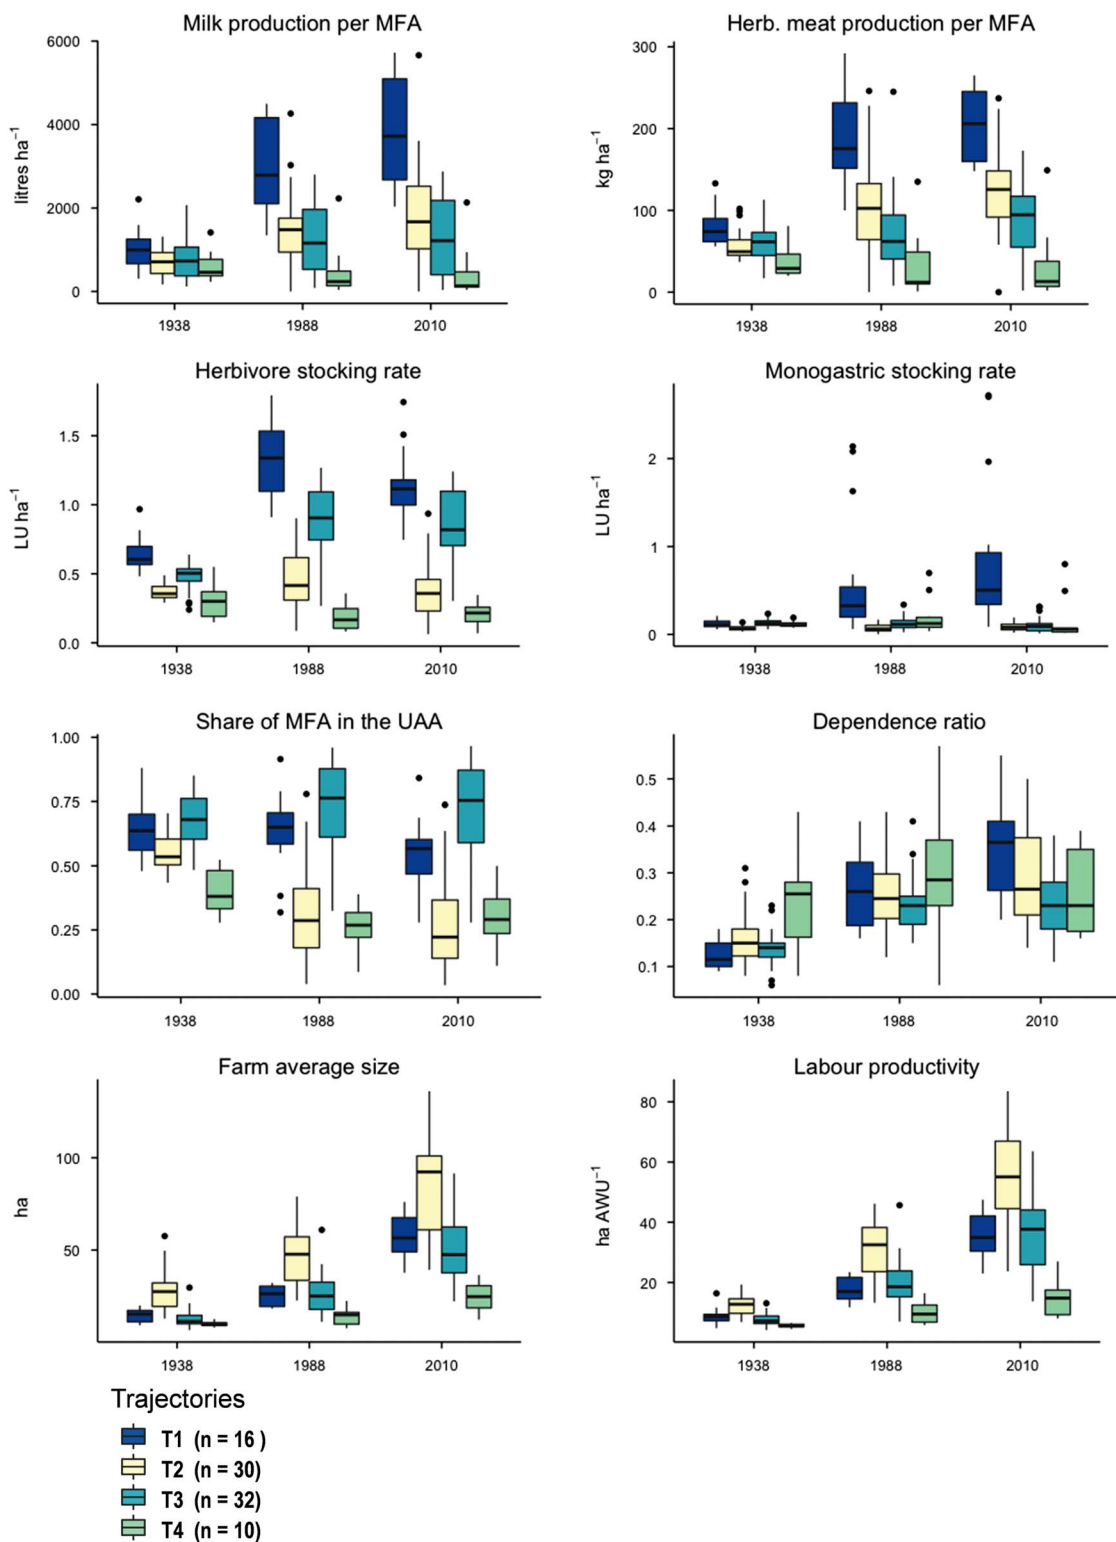 Milk production per MFA
litres ha⁻¹
6000
4000
2000
0
1938 1988 2010
Herb. meat production per MFA
kg ha⁻¹
300
200
100
0
1938 1988 2010
Herbivore stocking rate
LU ha⁻¹
1.5
1.0
0.5
0.0
1938 1988 2010
Monogastric stocking rate
LU ha⁻¹
2
1
0
1938 1988 2010
Share of MFA in the UAA
1.00
0.75
0.50
0.25
0.00
1938 1988 2010
Dependence ratio
0.5
0.4
0.3
0.2
0.1
1938 1988 2010
Farm average size
ha
100
50
1938 1988 2010
Labour productivity
ha AWU⁻¹
80
60
40
20
1938 1988 2010
Trajectories
T1 (n = 16 )
T2 (n = 30)
T3 (n = 32)
T4 (n = 10)